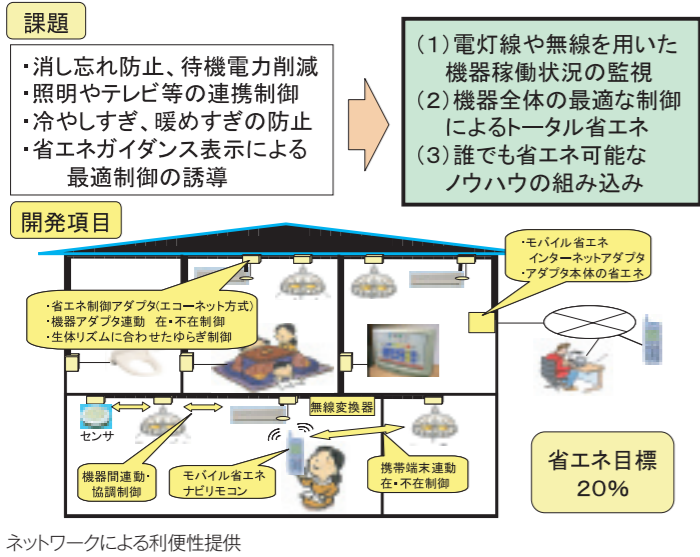 課題
・消し忘れ防止、待機電力削減
・照明やテレビ等の連携制御
・冷やしすぎ、暖めすぎの防止
・省エネガイダンス表示による
最適制御の誘導
(1)電灯線や無線を用いた
機器稼働状況の監視
(2)機器全体の最適な制御
によるトータル省エネ
(3)誰でも省エネ可能な
ノウハウの組み込み
開発項目
・モバイル省エネ
インターネットアダプタ
・アダプタ本体の省エネ
・省エネ制御アダプタ(エコーネット方式)
・機器アダプタ連動 在・不在制御
・生体リズムに合わせたゆらぎ制御
センサ
無線変換器
機器間連動・
協調制御
モバイル省エネ
ナビリモコン
携帯端末連動
在・不在制御
省エネ目標
20%
ネットワークによる利便性提供